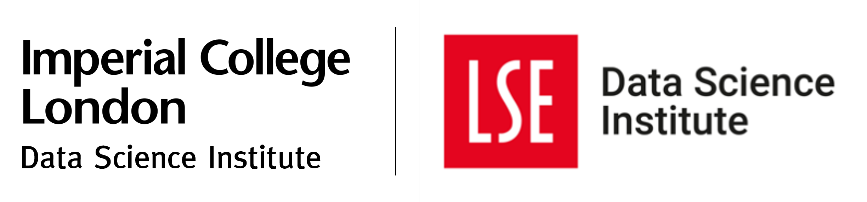 Imperial College
London
Data Science Institute
LSE
Data Science
Institute